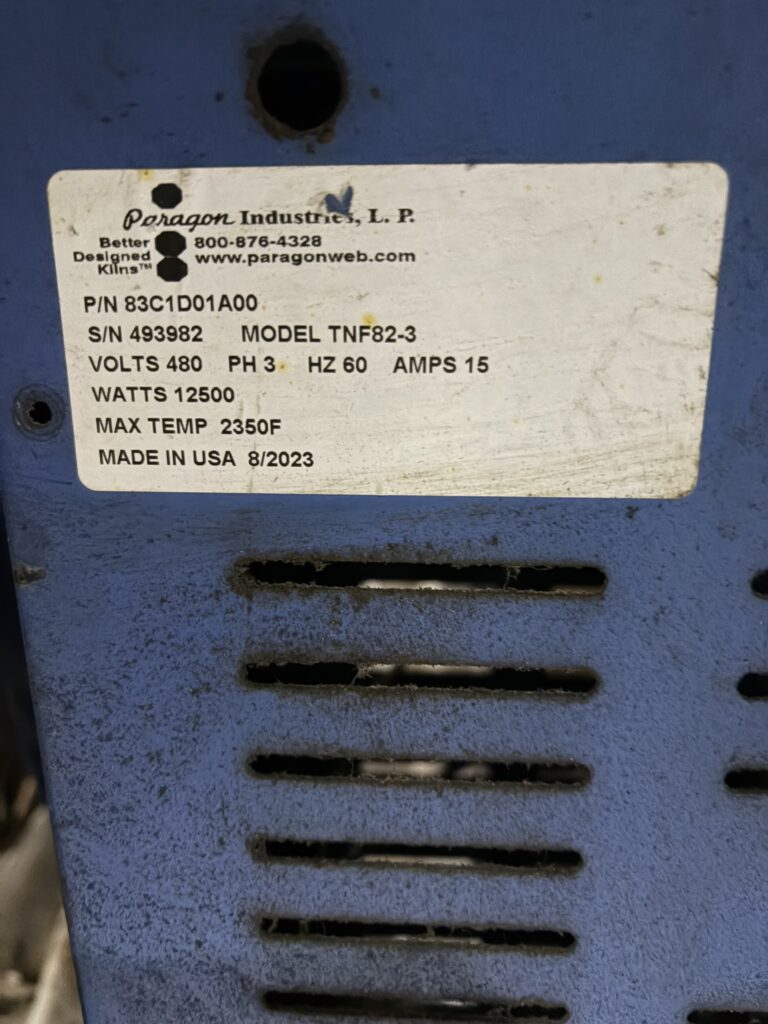 Paragon Industries, L. P.
Better Designed Kilns™
800-876-4328
www.paragonweb.com
P/N 83C1D01A00
S/N 493982 MODEL TNF82-3
VOLTS 480 PH 3 HZ 60 AMPS 15
WATTS 12500
MAX TEMP 2350F
MADE IN USA 8/2023